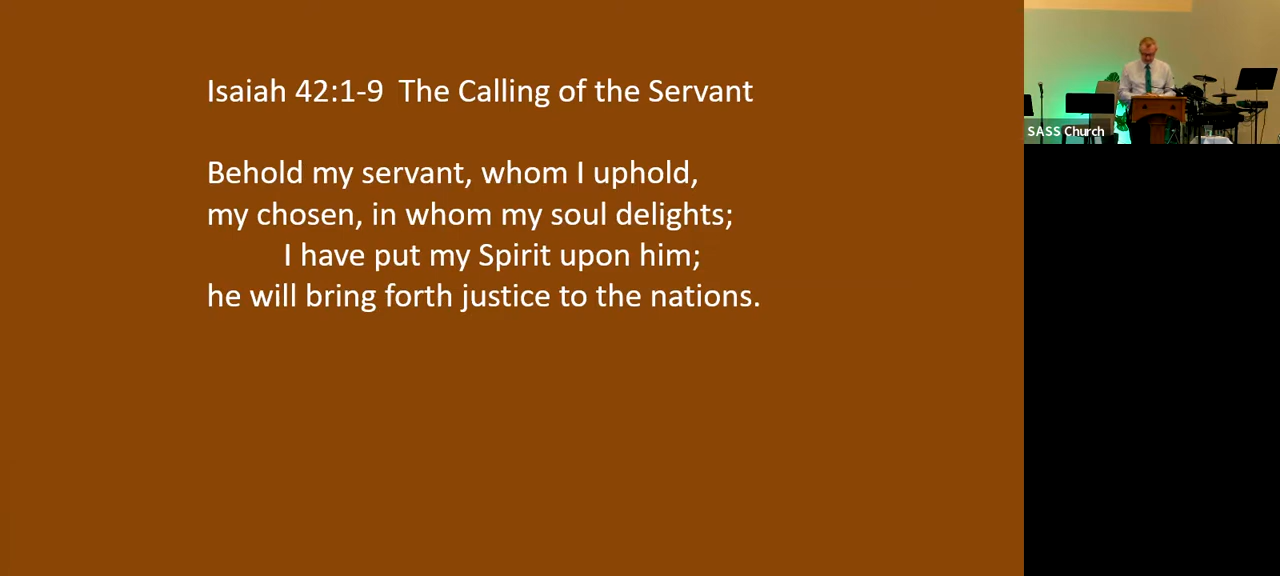 Isaiah 42:1-9  The Calling of the Servant
Behold my servant, whom I uphold,
my chosen, in whom my soul delights;
I have put my Spirit upon him;
he will bring forth justice to the nations.
SASS Church